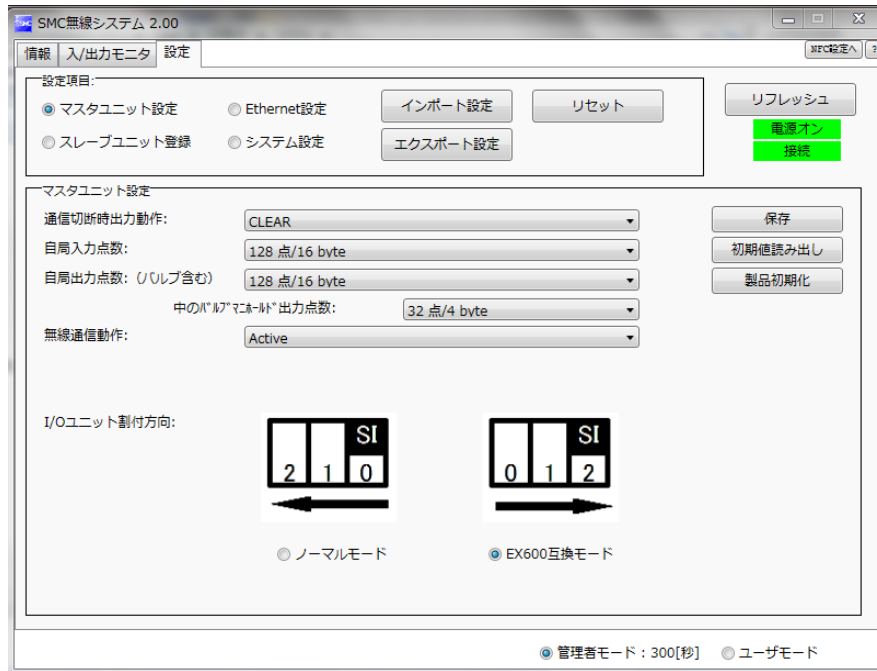 SMC SMC無線システム 2.00
情報 入/出力モニタ 設定 NFC設定へ ?
設定項目:
マスタユニット設定 Ethernet設定 インポート設定 リセット リフレッシュ
電源オン
スレーブユニット登録 システム設定 エクスポート設定 接続
マスタユニット設定
通信切断時出力動作: CLEAR 保存
自局入力点数: 128 点/16 byte 初期値読み出し
自局出力点数:（バルブ含む） 128 点/16 byte 製品初期化
中のバルブマニホールド出力点数: 32 点/4 byte
無線通信動作: Active
I/Oユニット割付方向:
SI SI
2 1 0 0 1 2
ノーマルモード EX600互換モード
管理者モード：300[秒] ユーザモード